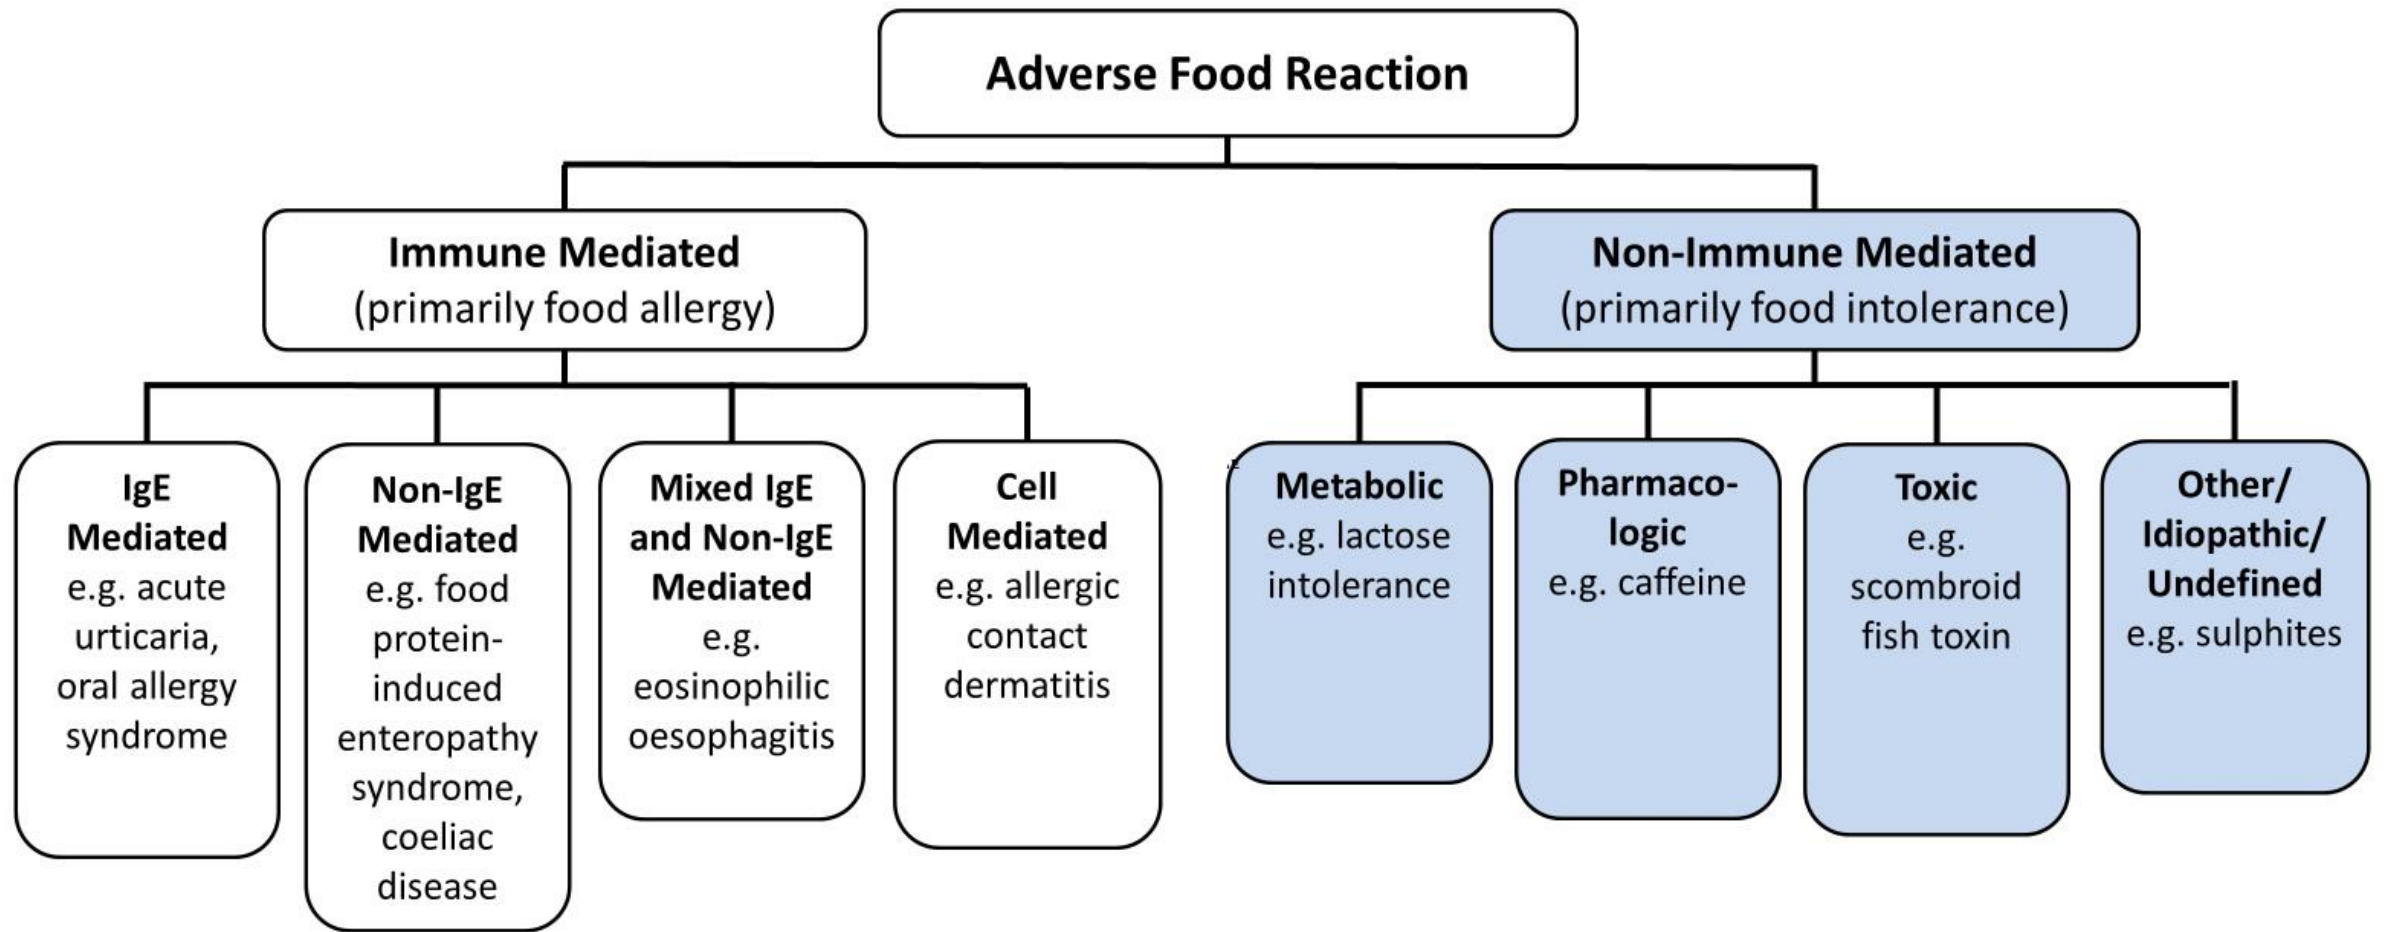 Adverse Food Reaction
Immune Mediated
(primarily food allergy)
Non-Immune Mediated
(primarily food intolerance)
IgE
Mediated
e.g. acute
urticaria,
oral allergy
syndrome
Non-IgE
Mediated
e.g. food
protein-
induced
enteropathy
syndrome,
coeliac
disease
Mixed IgE
and Non-IgE
Mediated
e.g.
eosinophilic
oesophagitis
Cell
Mediated
e.g. allergic
contact
dermatitis
Metabolic
e.g. lactose
intolerance
Pharmaco-
logic
e.g. caffeine
Toxic
e.g.
scombroid
fish toxin
Other/
Idiopathic/
Undefined
e.g. sulphites